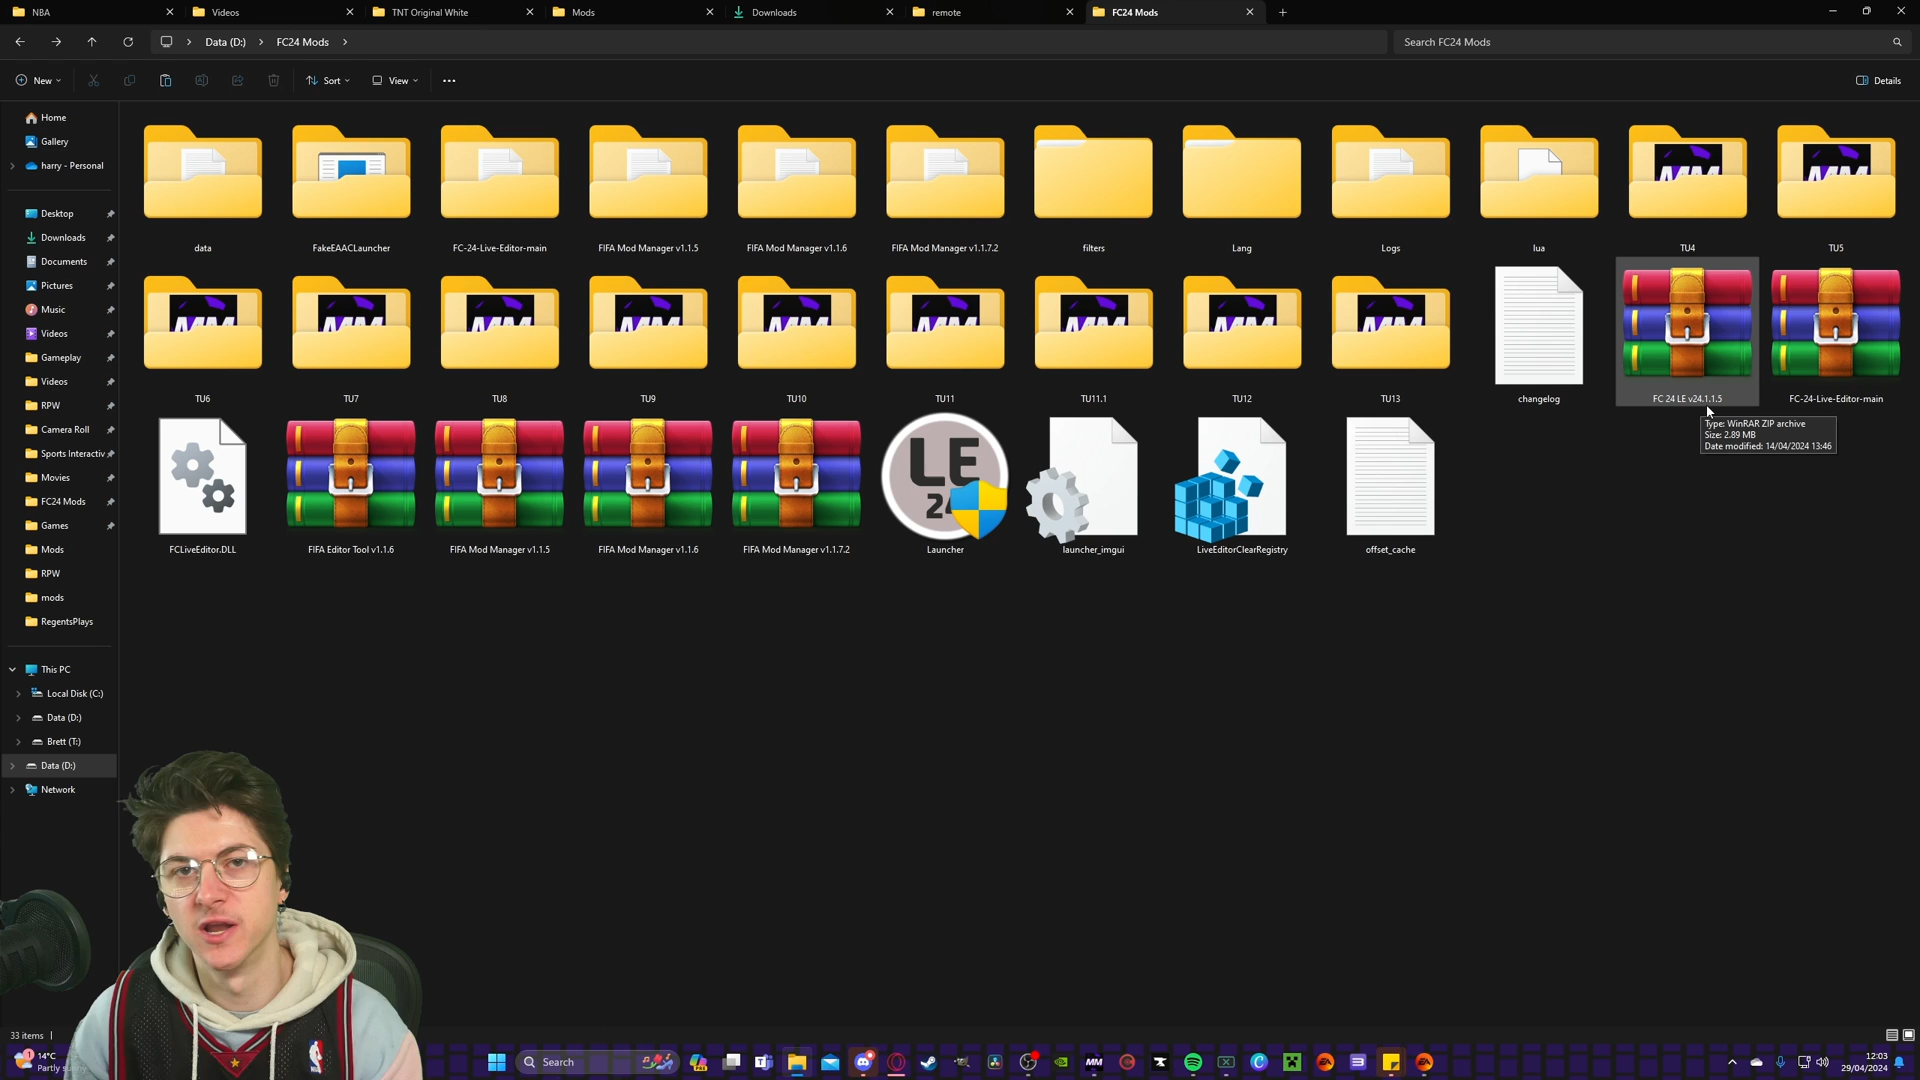 NBA
Videos
TNT Original White
Mods
Downloads
remote
FC24 Mods
Data (D:)
FC24 Mods
Search FC24 Mods
New
Sort
View
Details
Home
Gallery
harry - Personal
Desktop
Downloads
Documents
Pictures
Music
Videos
Gameplay
Videos
RPW
Camera Roll
Sports Interactiv
Movies
FC24 Mods
Games
Mods
RPW
mods
RegentsPlays
This PC
Local Disk (C:)
Data (D:)
Brett (T:)
Data (D:)
Network
data
FakeEAACLauncher
FC-24-Live-Editor-main
FIFA Mod Manager v1.1.5
FIFA Mod Manager v1.1.6
FIFA Mod Manager v1.1.7.2
filters
Lang
Logs
lua
TU4
TU5
TU6
TU7
TU8
TU9
TU10
TU11
TU11.1
TU12
TU13
changelog
FC 24 LE v24.1.1.5
FC-24-Live-Editor-main
Type: WinRAR ZIP archive
Size: 2.89 MB
Date modified: 14/04/2024 13:46
LE
24
FCLiveEditor.DLL
FIFA Editor Tool v1.1.6
FIFA Mod Manager v1.1.5
FIFA Mod Manager v1.1.6
FIFA Mod Manager v1.1.7.2
Launcher
launcher_imgui
LiveEditorClearRegistry
offset_cache
33 items
14°C
Partly sunny
Search
12:03
29/04/2024